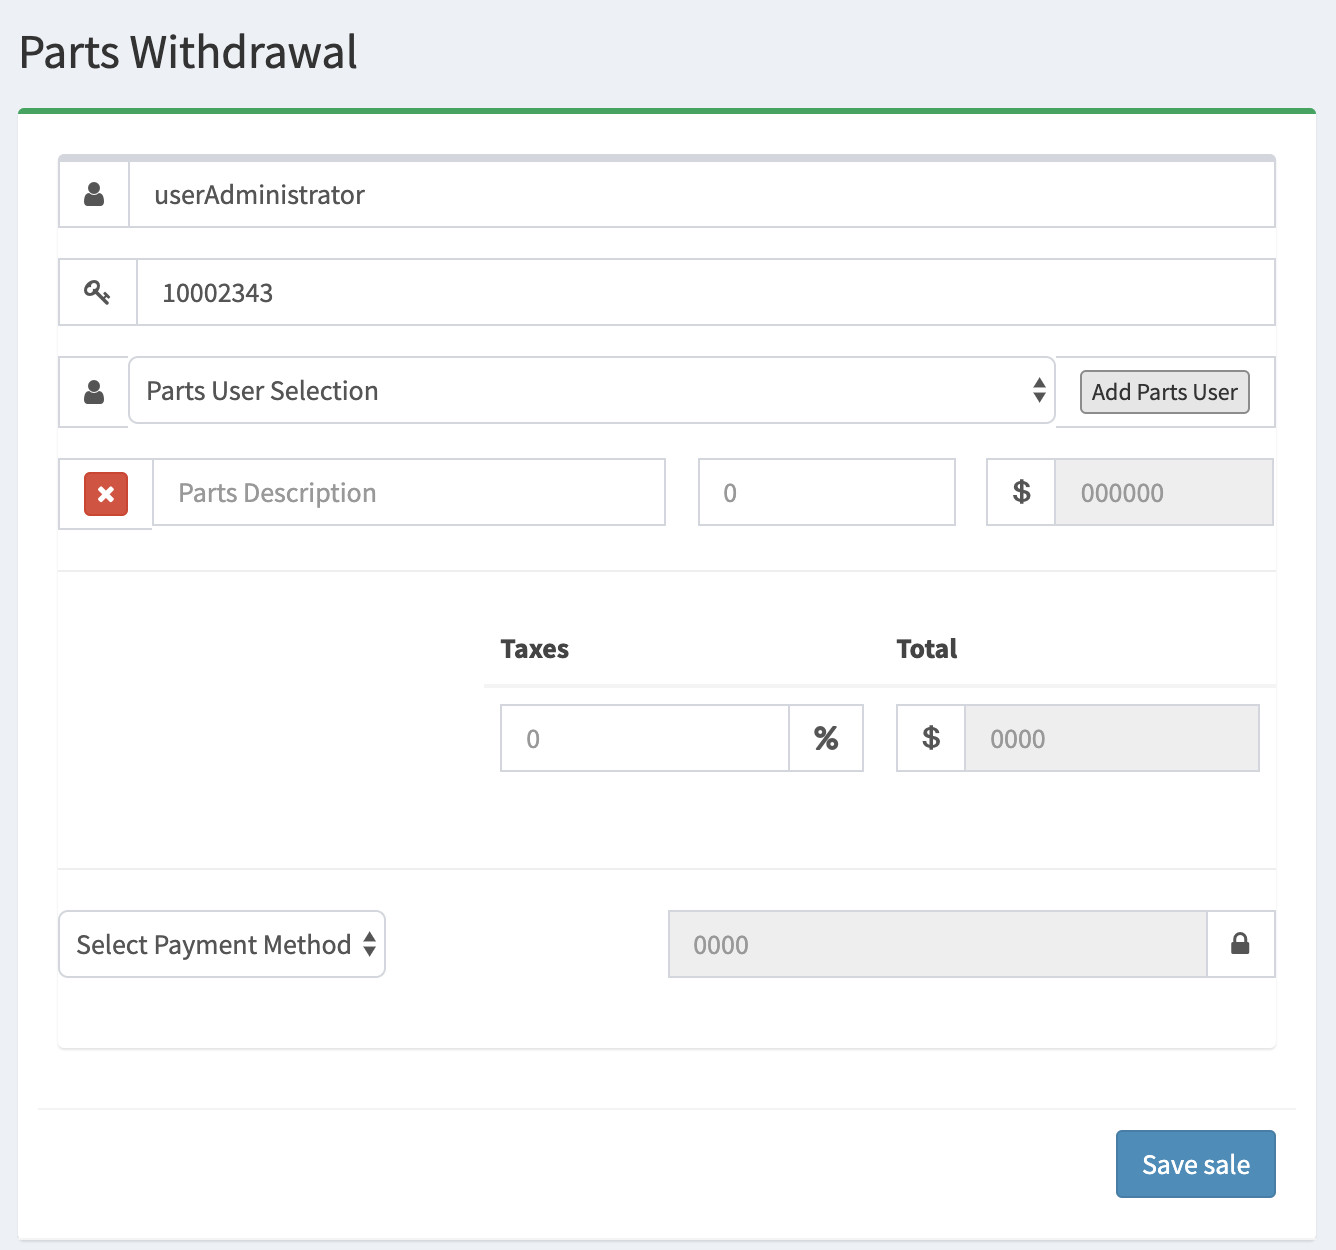 Parts Withdrawal
userAdministrator
10002343
Parts User Selection Add Parts User
Parts Description 0 $ 000000
Taxes Total
0 % $ 0000
Select Payment Method 0000
Save sale